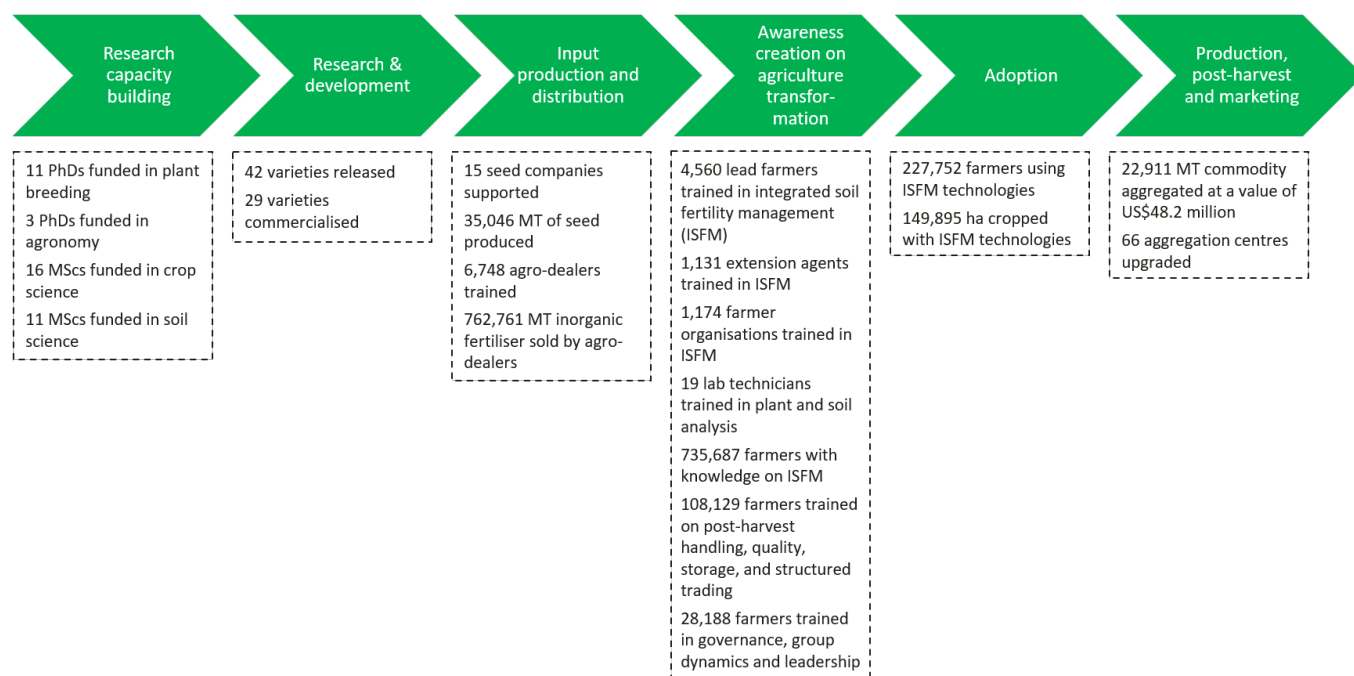 Research
capacity
building
Research &
development
Input
production and
distribution
Awareness
creation on
agriculture
transfor-
mation
Adoption
Production,
post-harvest
and marketing
11 PhDs funded in plant
breeding
3 PhDs funded in
agronomy
16 MScs funded in crop
science
11 MScs funded in soil
science
42 varieties released
29 varieties
commercialised
15 seed companies
supported
35,046 MT of seed
produced
6,748 agro-dealers
trained
762,761 MT inorganic
fertiliser sold by agro-
dealers
4,560 lead farmers
trained in integrated soil
fertility management
(ISFM)
1,131 extension agents
trained in ISFM
1,174 farmer
organisations trained in
ISFM
19 lab technicians
trained in plant and soil
analysis
735,687 farmers with
knowledge on ISFM
108,129 farmers trained
on post-harvest
handling, quality,
storage, and structured
trading
28,188 farmers trained
in governance, group
dynamics and leadership
227,752 farmers using
ISFM technologies
149,895 ha cropped
with ISFM technologies
22,911 MT commodity
aggregated at a value of
US$48.2 million
66 aggregation centres
upgraded